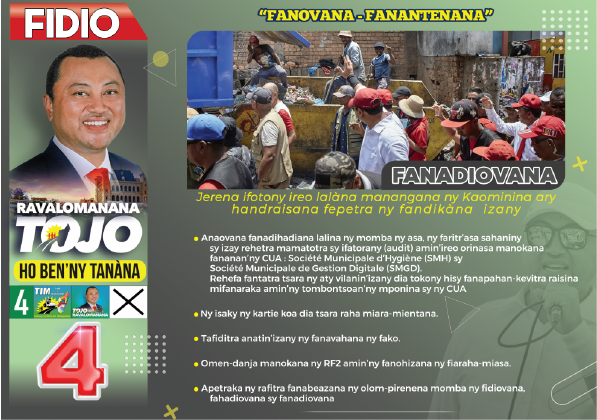 FIDIO
"FANOVANA - FANANTENANA"
FANADIOVANA
Jerena ifotony ireo lalàna manangana ny Kaominina ary
handraisana fepetra ny fandikàna izany
RAVALOMANANA
TOJO
HO BEN'NY TANÀNA
4
TIM
TOJO
RAVALOMANANA
4
• Anaovana fanadihadiana lalina ny momba ny asa, ny faritr'asa sahaniny
sy izay rehetra mamatotra sy ifatorany (audit) amin'ireo orinasa manokana
fananan'ny CUA : Société Municipale d'Hygiène (SMH) sy
Société Municipale de Gestion Digitale (SMGD).
Rehefa fantatra tsara ny aty vilanin'izany dia tokony hisy fanapahan-kevitra raisina
mifanaraka amin'ny tombontsoan'ny mponina sy ny CUA
• Ny isaky ny kartie koa dia tsara raha miara-mientana.
• Tafiditra anatin'izany ny fanavahana ny fako.
• Omen-danja manokana ny RF2 amin'ny fanohizana ny fiaraha-miasa.
• Apetraka ny rafitra fanabeazana ny olom-pirenena momba ny fidiovana,
fahadiovana sy fanadiovana